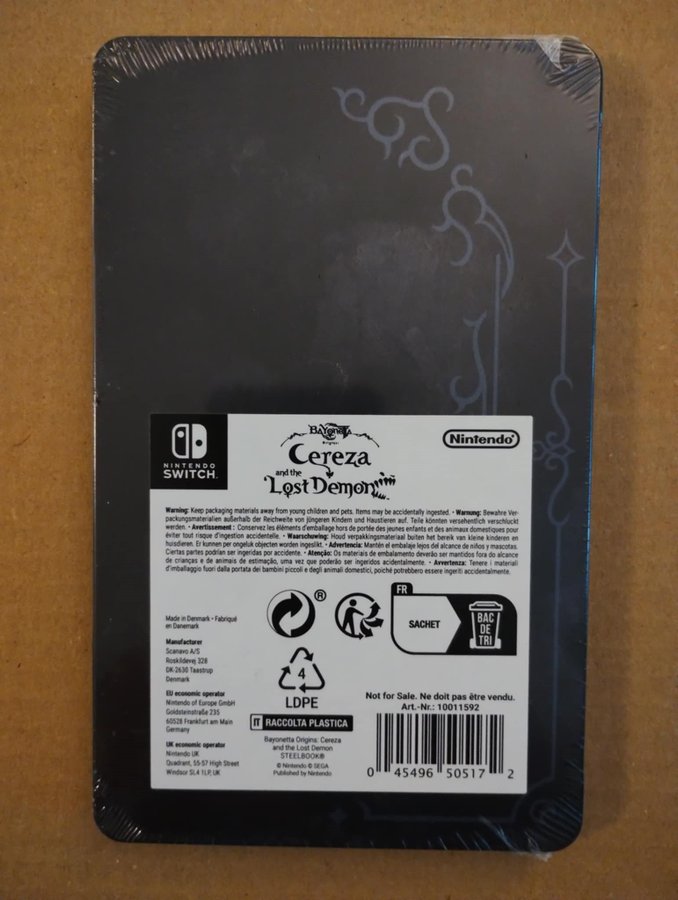 NINTENDO
SWITCH.
BAYONETTA
Origins:
Cereza
and the
Lost Demon
Nintendo
Warning: Keep packaging materials away from young children and pets. Items may be accidentally ingested. • Warnung: Bewahre Ver-
packungsmaterialien außerhalb der Reichweite von jüngeren Kindern und Haustieren auf. Teile könnten versehentlich verschluckt
werden. • Avertissement : Conservez les éléments d'emballage hors de portée des jeunes enfants et des animaux domestiques pour
éviter tout risque d'ingestion accidentelle. • Waarschuwing: Houd verpakkingsmateriaal buiten het bereik van kleine kinderen en
huisdieren. Er kunnen per ongeluk objecten worden ingeslikt. • Advertencia: Mantén el embalaje lejos del alcance de niños y mascotas.
Ciertas partes podrían ser ingeridas por accidente. • Atenção: Os materiais de embalamento deverão ser mantidos fora do alcance
de crianças e de animais de estimação, uma vez que poderão ser ingeridos acidentalmente. • Avvertenza: Tenere i materiali
d'imballaggio fuori dalla portata dei bambini piccoli e degli animali domestici, poiché potrebbero essere ingeriti accidentalmente.
Made in Denmark • Fabriqué
en Danemark
Manufacturer
Scanavo A/S
Roskildevej 328
DK-2630 Taastrup
Denmark
EU economic operator
Nintendo of Europe GmbH
Goldsteinstraße 235
60528 Frankfurt am Main
Germany
UK economic operator
Nintendo UK
Quadrant, 55-57 High Street
Windsor SL4 1LP, UK
®
4
LDPE
IT RACCOLTA PLASTICA
Bayonetta Origins: Cereza
and the Lost Demon
STEELBOOK®
© Nintendo © SEGA
Published by Nintendo
FR
SACHET
BAC
DE
TRI
Not for Sale. Ne doit pas être vendu.
Art.-Nr.: 10011592
0 45496 50517 2